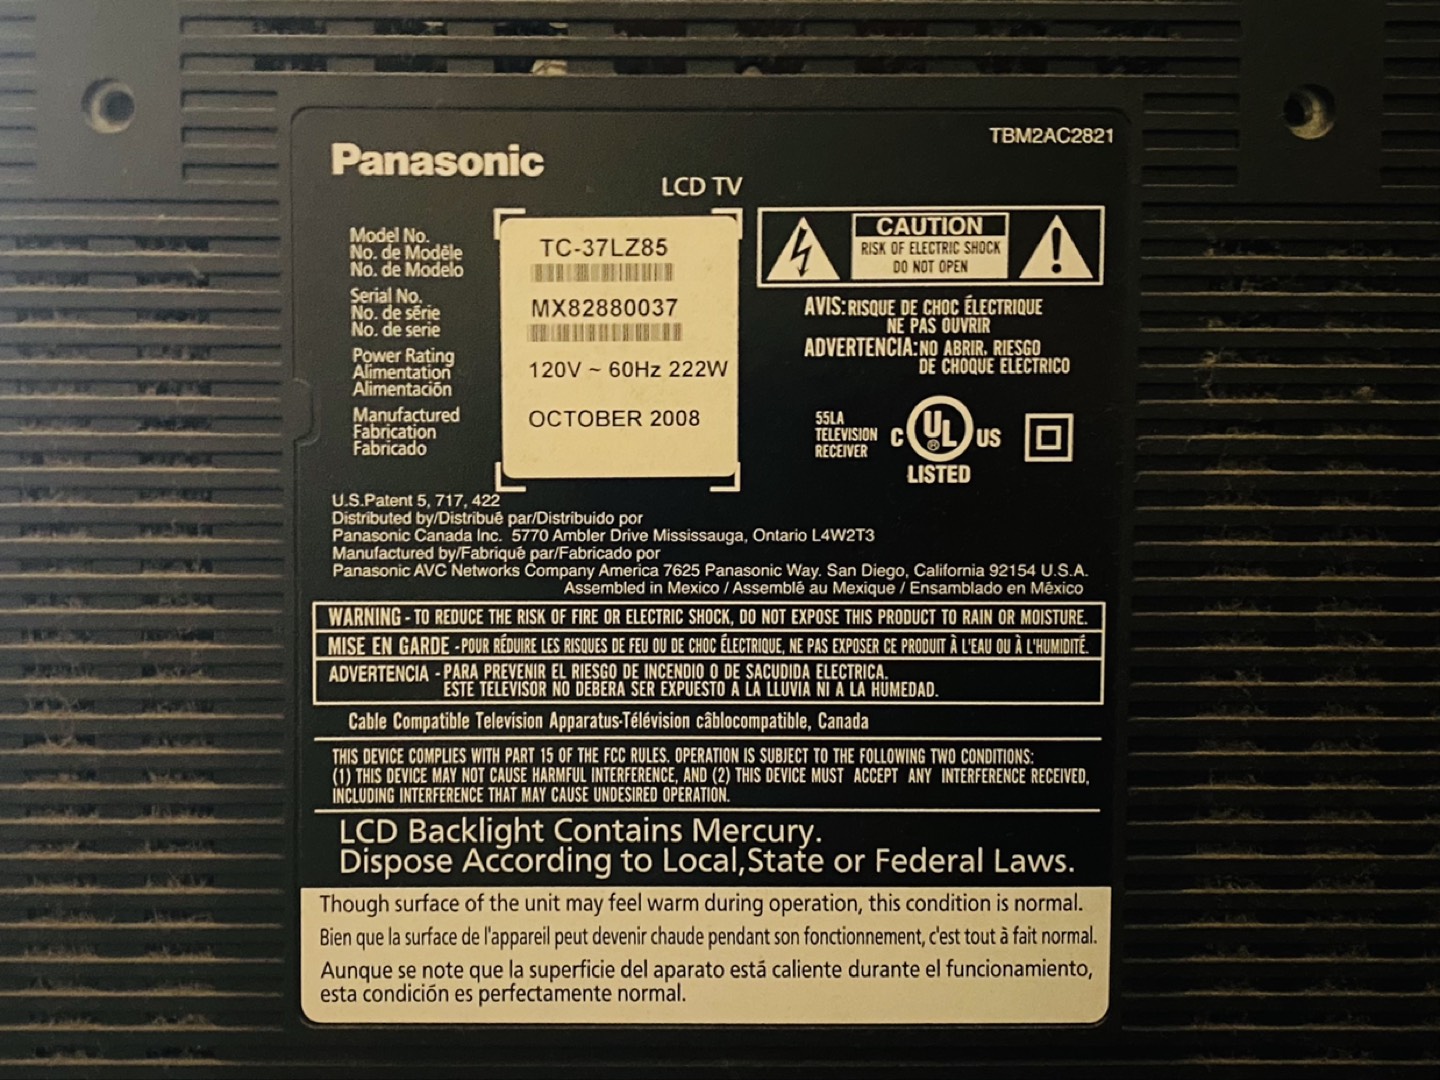 TBM2AC2821
Panasonic
LCD TV
Model No.
No. de Modèle
No. de Modelo
TC-37LZ85
Serial No.
No. de série
No. de serie
MX82880037
Power Rating
Alimentation
Alimentación
120V ~ 60Hz 222W
Manufactured
Fabrication
Fabricado
OCTOBER 2008
CAUTION
RISK OF ELECTRIC SHOCK
DO NOT OPEN
AVIS: RISQUE DE CHOC ÉLECTRIQUE
NE PAS OUVRIR
ADVERTENCIA: NO ABRIR, RIESGO
DE CHOQUE ELECTRICO
55LA
TELEVISION
RECEIVER
C UL ® US
LISTED
U.S.Patent 5, 717, 422
Distributed by/Distribué par/Distribuido por
Panasonic Canada Inc. 5770 Ambler Drive Mississauga, Ontario L4W2T3
Manufactured by/Fabriqué par/Fabricado por
Panasonic AVC Networks Company America 7625 Panasonic Way. San Diego, California 92154 U.S.A.
Assembled in Mexico / Assemblé au Mexique / Ensamblado en México
WARNING - TO REDUCE THE RISK OF FIRE OR ELECTRIC SHOCK, DO NOT EXPOSE THIS PRODUCT TO RAIN OR MOISTURE.
MISE EN GARDE - POUR RÉDUIRE LES RISQUES DE FEU OU DE CHOC ÉLECTRIQUE, NE PAS EXPOSER CE PRODUIT À L'EAU OU À L'HUMIDITÉ.
ADVERTENCIA - PARA PREVENIR EL RIESGO DE INCENDIO O DE SACUDIDA ELECTRICA.
ESTE TELEVISOR NO DEBERA SER EXPUESTO A LA LLUVIA NI A LA HUMEDAD.
Cable Compatible Television Apparatus-Télévision câblocompatible, Canada
THIS DEVICE COMPLIES WITH PART 15 OF THE FCC RULES. OPERATION IS SUBJECT TO THE FOLLOWING TWO CONDITIONS:
(1) THIS DEVICE MAY NOT CAUSE HARMFUL INTERFERENCE, AND (2) THIS DEVICE MUST ACCEPT ANY INTERFERENCE RECEIVED,
INCLUDING INTERFERENCE THAT MAY CAUSE UNDESIRED OPERATION.
LCD Backlight Contains Mercury.
Dispose According to Local,State or Federal Laws.
Though surface of the unit may feel warm during operation, this condition is normal.
Bien que la surface de l'appareil peut devenir chaude pendant son fonctionnement, c'est tout à fait normal.
Aunque se note que la superficie del aparato está caliente durante el funcionamiento,
esta condición es perfectamente normal.